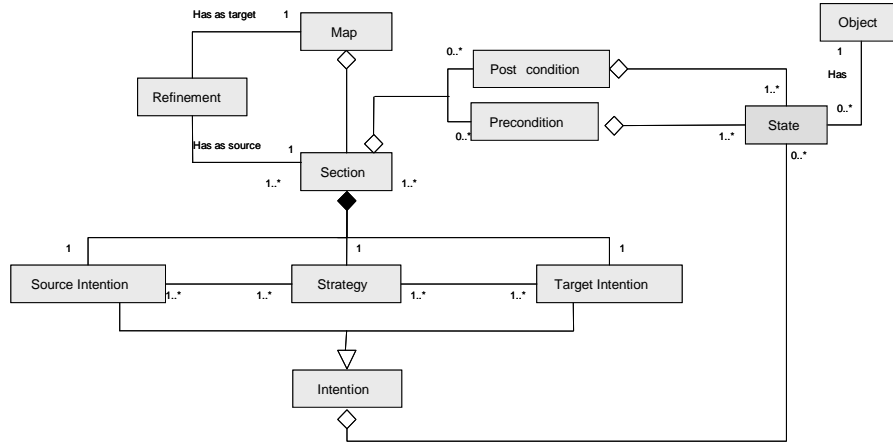 Has as target 1
Map
Object
1
Has
0..*
Post condition
Refinement
1..*
Precondition
0..*
State
0..*
1..*
0..*
Has as source 1
Section
1..* 1..*
1 1 1
Source Intention
Strategy
Target Intention
1..* 1..* 1..* 1..*
Intention